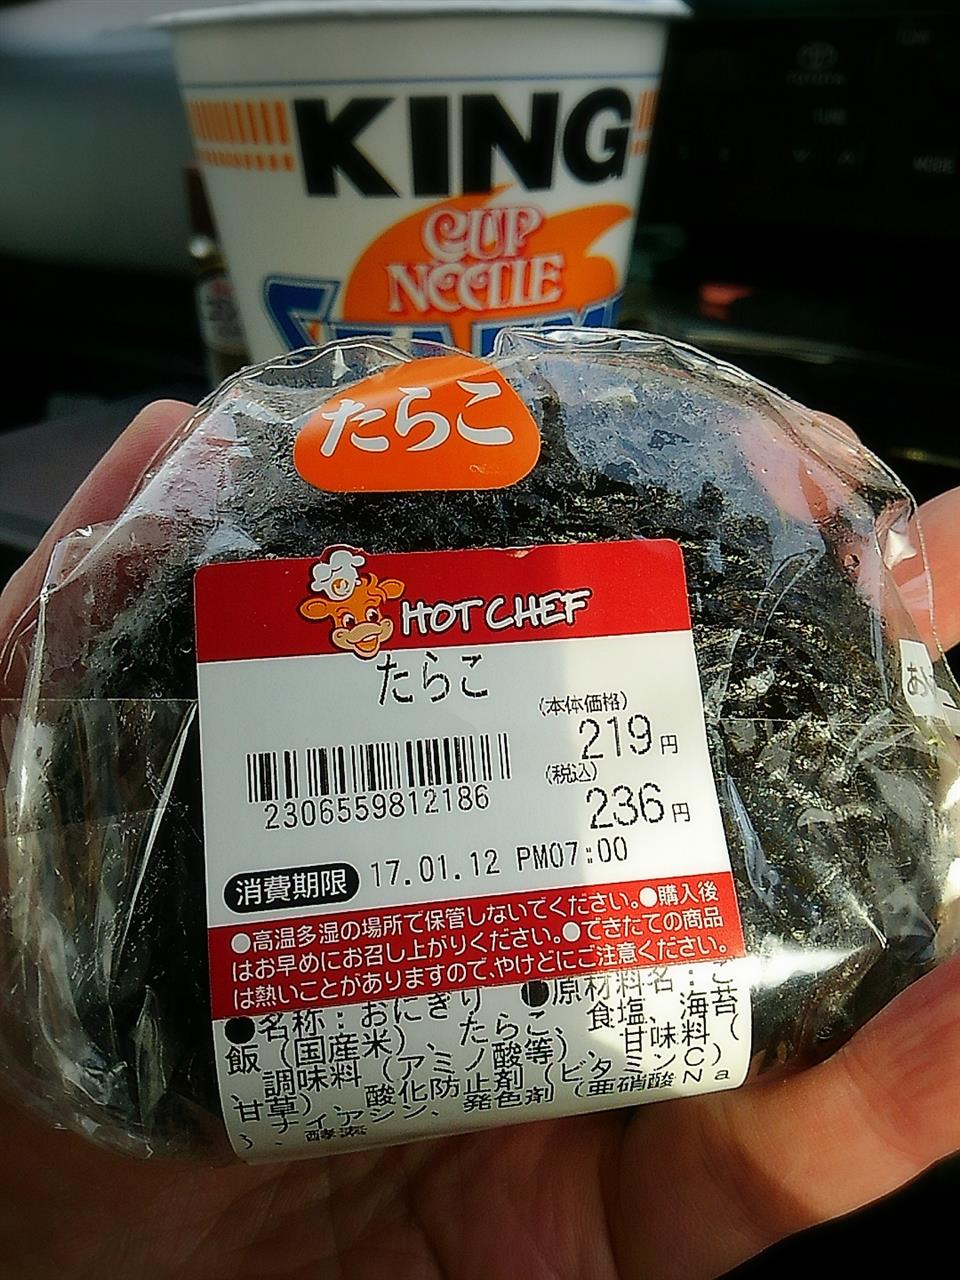 KING
CUP
NOODLE
たらこ
HOT CHEF
たらこ
(本体価格)
219円
(税込)
236円
2306559812186
消費期限 17.01.12 PM07:00
●高温多湿の場所で保管しないでください。●購入後
はお早めにお召し上がりください。●できたての商品
は熱いことがありますので、やけどにご注意ください。
●名称:おにぎり ●原材料名:ご
飯(国産米)、たらこ、食塩、海苔
、調味料(アミノ酸等)、甘味料(
甘草)、酸化防止剤(ビタミンC)
、ナイアシン、発色剤(亜硝酸Na
)、酵素
TOYOTA
TUNE
MODE